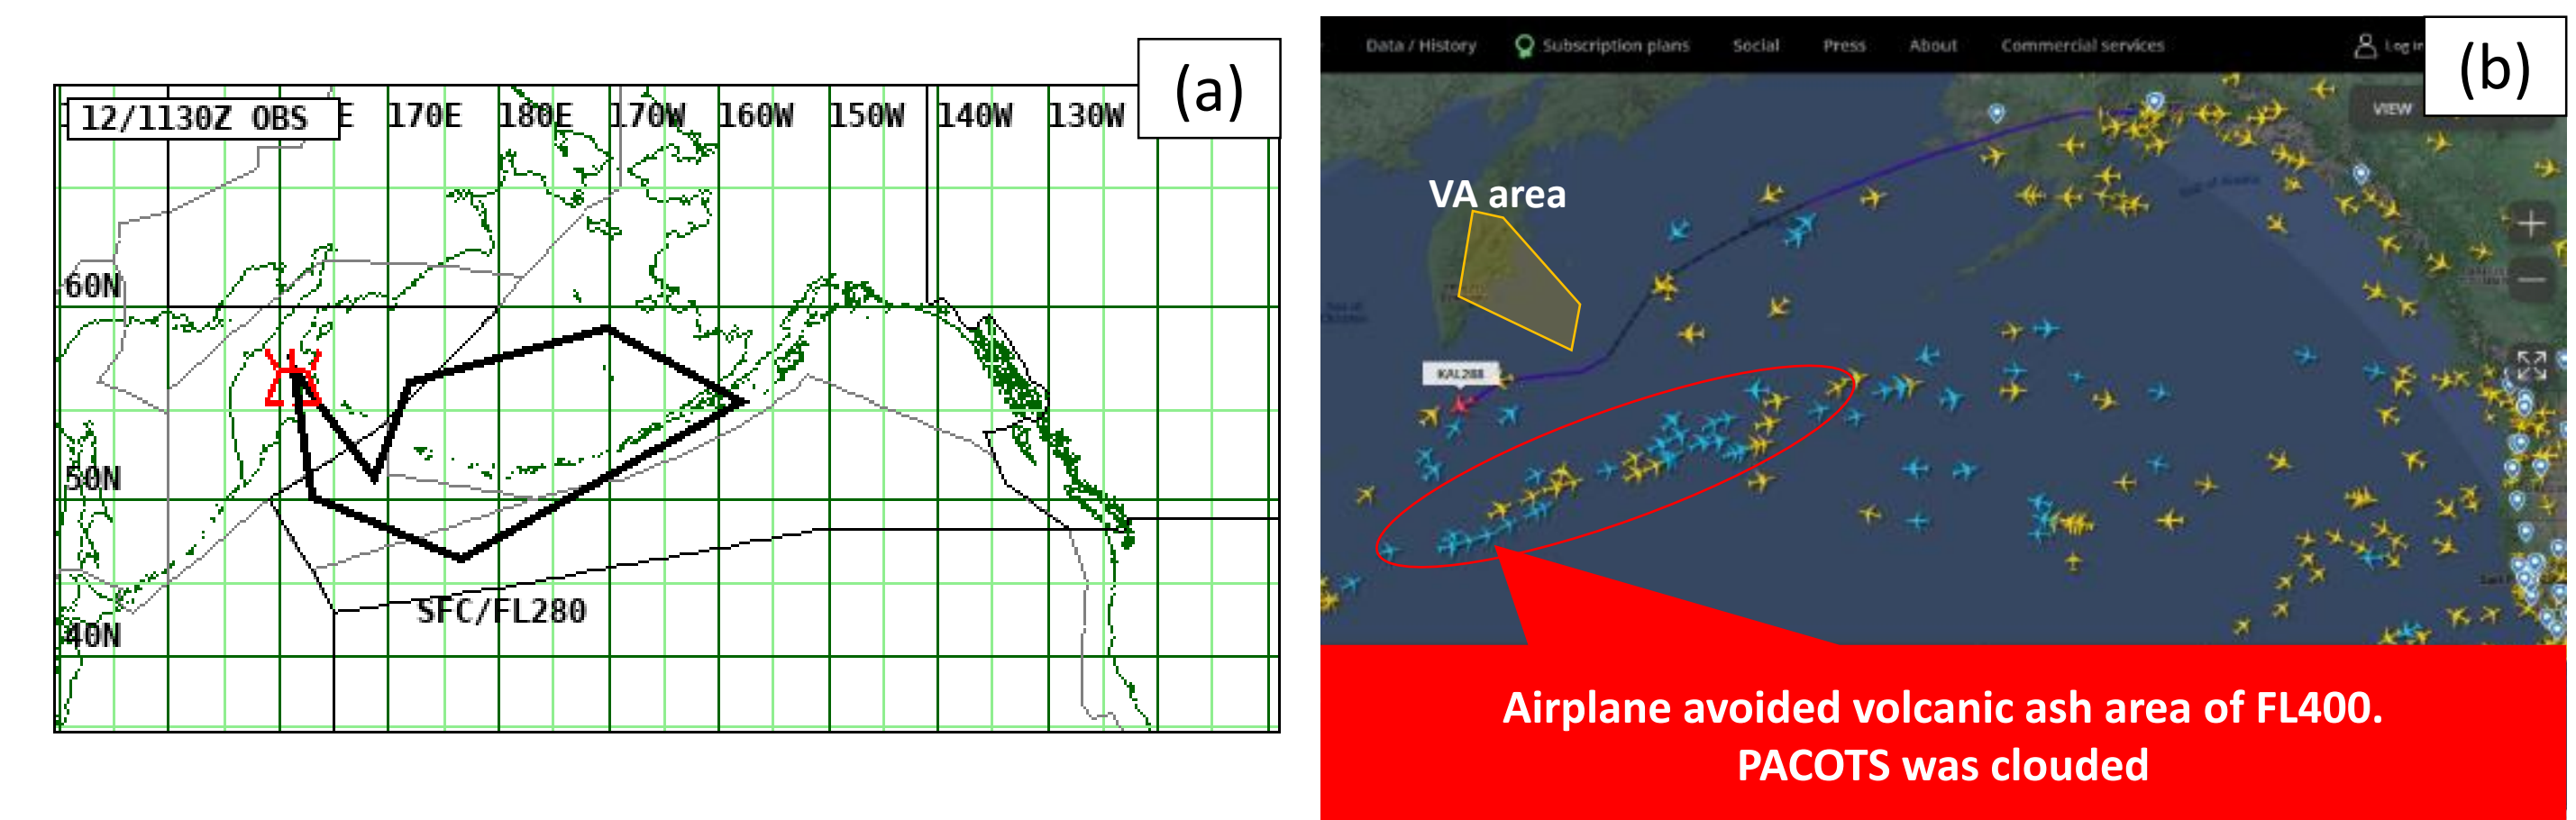 (a)
12/1130Z OBS
E 170E 180E 170W 160W 150W 140W 130W
60N
50N
40N
SFC/FL280
(b)
Data / History Subscription plans Social Press About Commercial services Log in
VIEW
VA area
KAL288
Airplane avoided volcanic ash area of FL400.
PACOTS was clouded